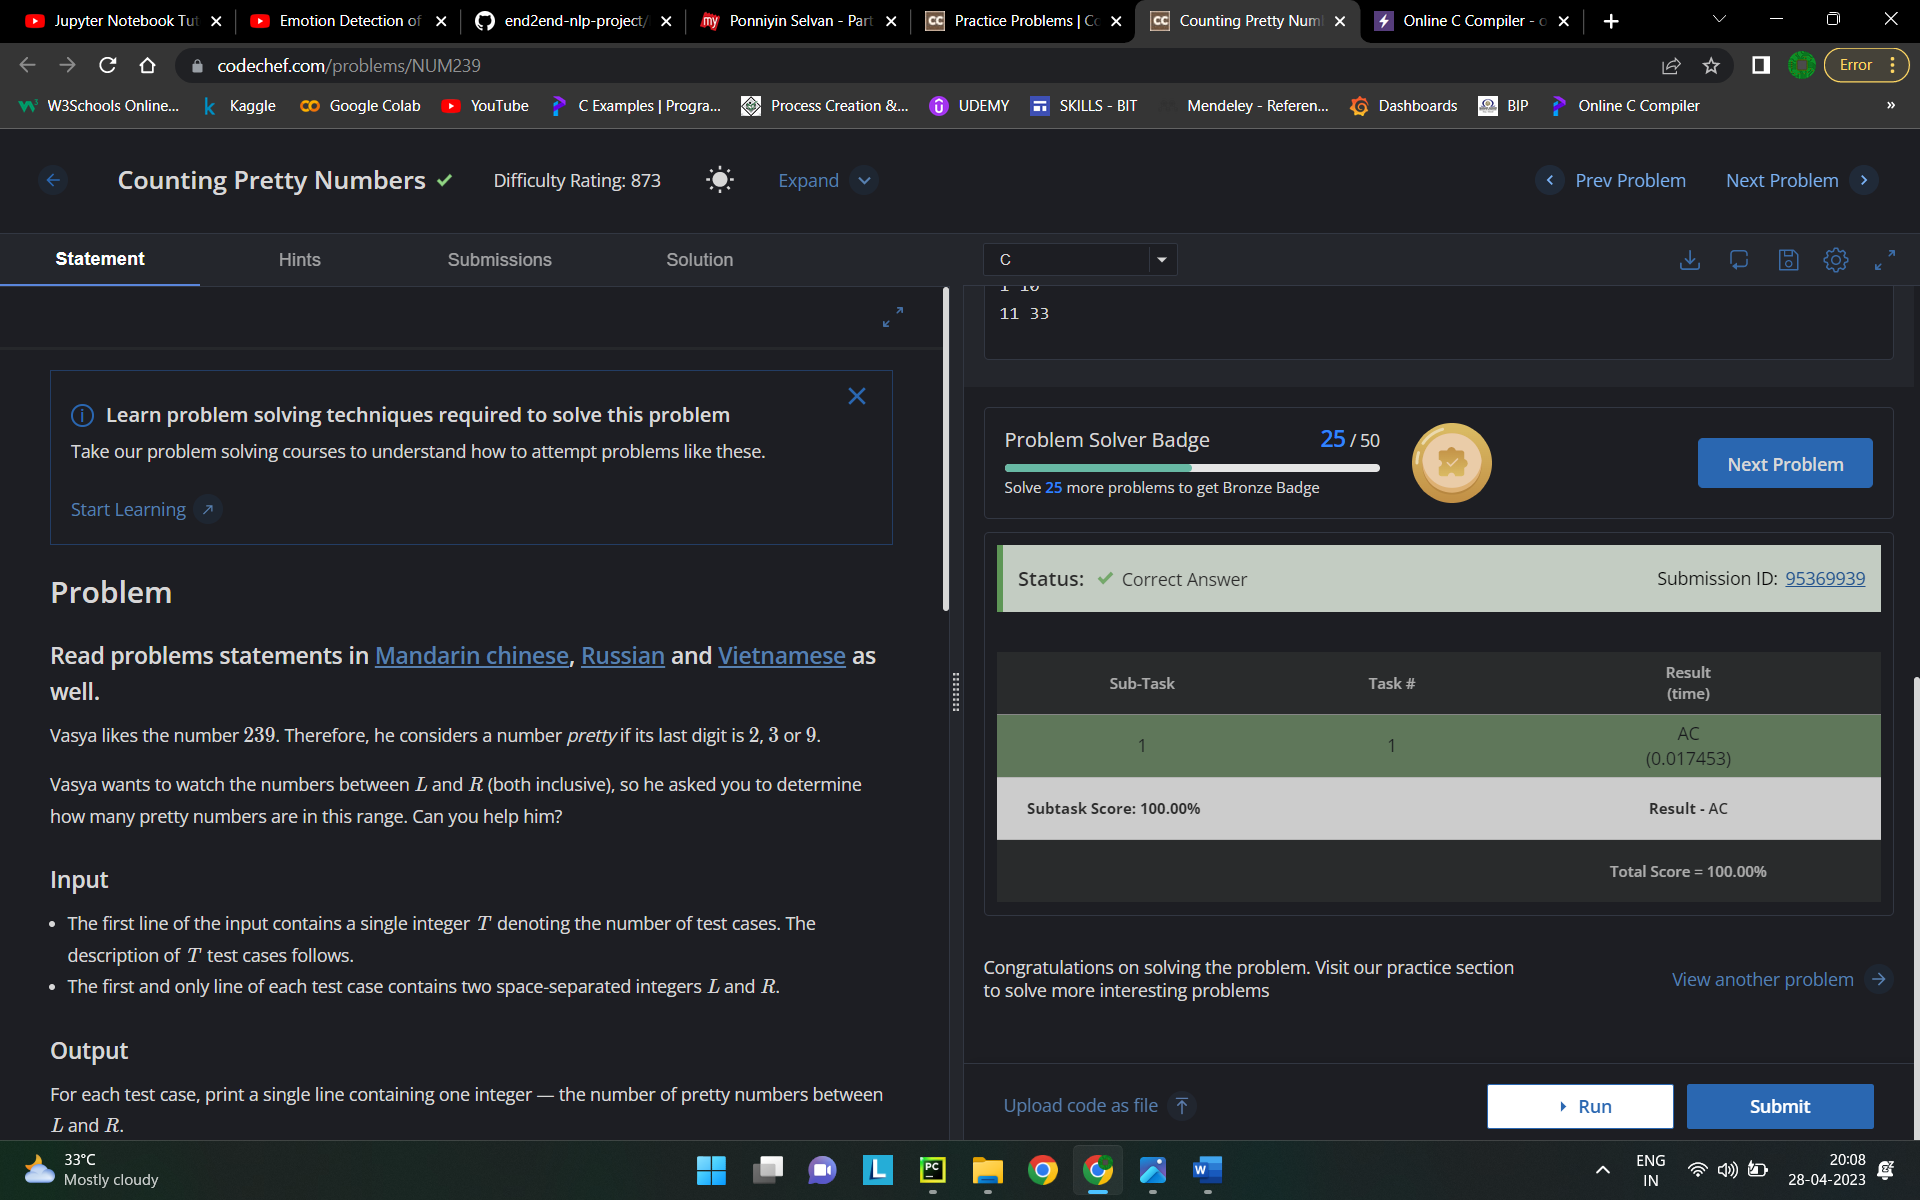 Jupyter Notebook Tut
Emotion Detection of
end2end-nlp-project/
Ponniyin Selvan - Part
Practice Problems | Co
Counting Pretty Num
Online C Compiler - o
codechef.com/problems/NUM239
Error
W3Schools Online...
Kaggle
Google Colab
YouTube
C Examples | Progra...
Process Creation &...
UDEMY
SKILLS - BIT
Mendeley - Referen...
Dashboards
BIP
Online C Compiler
»
Counting Pretty Numbers
Difficulty Rating: 873
Expand
Prev Problem
Next Problem
Statement
Hints
Submissions
Solution
Learn problem solving techniques required to solve this problem
Take our problem solving courses to understand how to attempt problems like these.
Start Learning
Problem
Read problems statements in Mandarin chinese, Russian and Vietnamese as
well.
Vasya likes the number 239. Therefore, he considers a number pretty if its last digit is 2, 3 or 9.
Vasya wants to watch the numbers between L and R (both inclusive), so he asked you to determine
how many pretty numbers are in this range. Can you help him?
Input
• The first line of the input contains a single integer T denoting the number of test cases. The
description of T test cases follows.
• The first and only line of each test case contains two space-separated integers L and R.
Output
For each test case, print a single line containing one integer — the number of pretty numbers between
L and R.
C
1 10
11 33
Problem Solver Badge
25 / 50
Solve 25 more problems to get Bronze Badge
Next Problem
Status: Correct Answer
Submission ID: 95369939
Sub-Task
Task #
Result
(time)
1
1
AC
(0.017453)
Subtask Score: 100.00%
Result - AC
Total Score = 100.00%
Congratulations on solving the problem. Visit our practice section
to solve more interesting problems
View another problem
Upload code as file
Run
Submit
33°C
Mostly cloudy
ENG
IN
20:08
28-04-2023